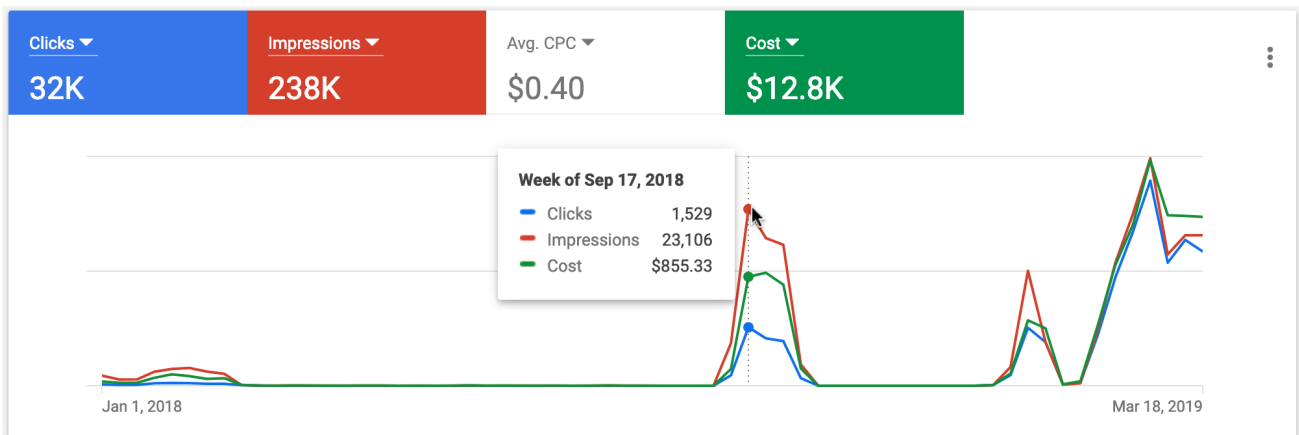 Clicks
Impressions
Avg. CPC
Cost
32K
238K
$0.40
$12.8K
Week of Sep 17, 2018
Clicks 1,529
Impressions 23,106
Cost $855.33
Jan 1, 2018
Mar 18, 2019